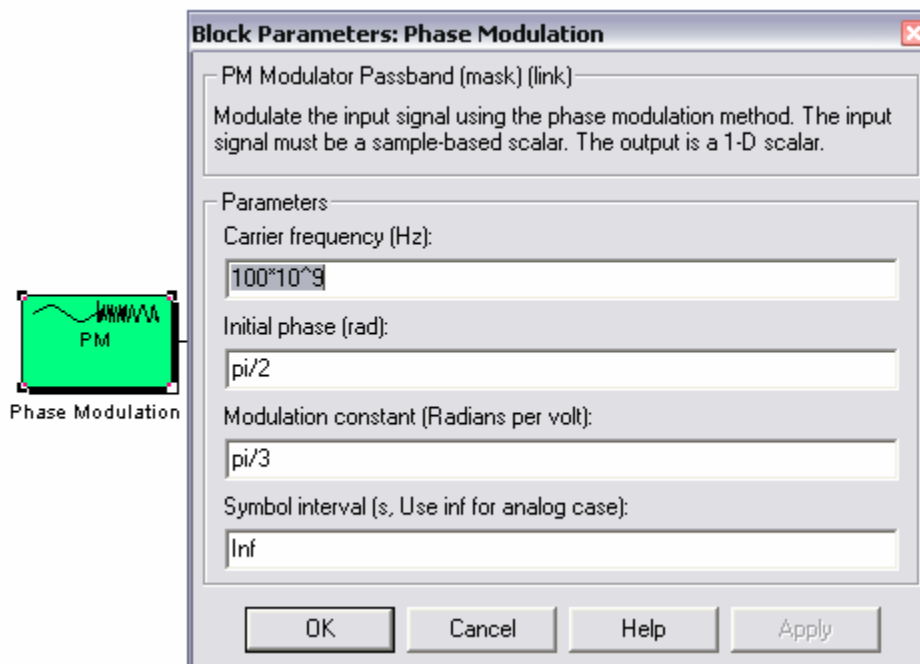 Block Parameters: Phase Modulation
PM Modulator Passband (mask) (link)
Modulate the input signal using the phase modulation method. The input
signal must be a sample-based scalar. The output is a 1-D scalar.
Parameters
Carrier frequency (Hz):
100*10^9
Initial phase (rad):
pi/2
Modulation constant (Radians per volt):
pi/3
Symbol interval (s, Use inf for analog case):
Inf
OK
Cancel
Help
Apply
PM
Phase Modulation